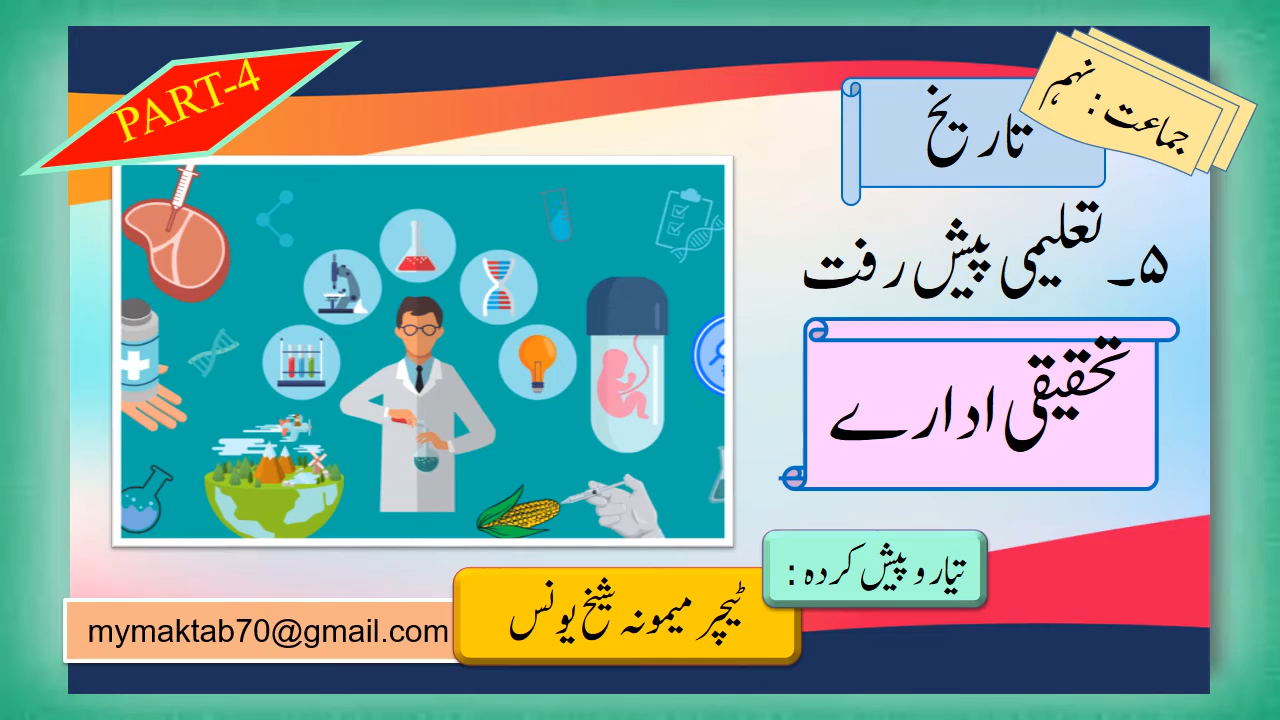 PART-4
جماعت : نہم
تاریخ
۵۔ تعلیمی پیش رفت
تحقیقی ادارے
تیار و پیش کردہ :
ٹیچر میمونہ شیخ یونس
mymaktab70@gmail.com